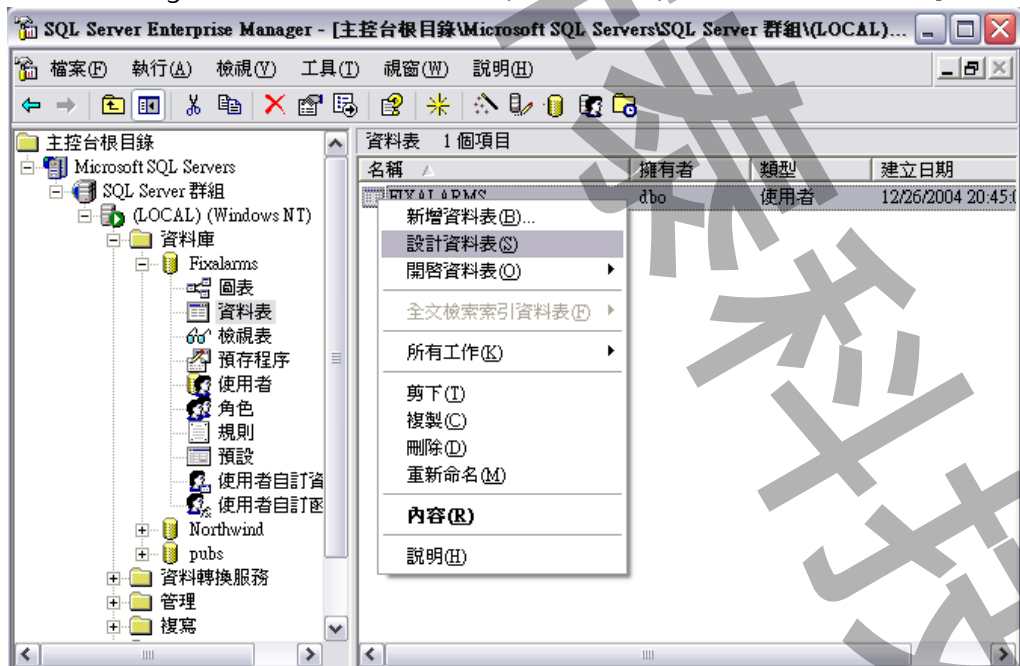 SQL Server Enterprise Manager - [主控台根目錄\Microsoft SQL Servers\SQL Server 群組\(LOCAL)...
檔案(F) 執行(A) 檢視(V) 工具(T) 視窗(W) 說明(H)
主控台根目錄
Microsoft SQL Servers
SQL Server 群組
(LOCAL) (Windows NT)
資料庫
Fixalarms
圖表
資料表
檢視表
預存程序
使用者
角色
規則
預設
使用者自訂資
使用者自訂函
Northwind
pubs
資料轉換服務
管理
複寫
資料表 1 個項目
名稱 擁有者 類型 建立日期
FIXALARMS dbo 使用者 12/26/2004 20:45:0
新增資料表(B)...
設計資料表(S)
開啟資料表(O)
全文檢索索引資料表(F)
所有工作(K)
剪下(T)
複製(C)
刪除(D)
重新命名(M)
內容(R)
說明(H)
科技